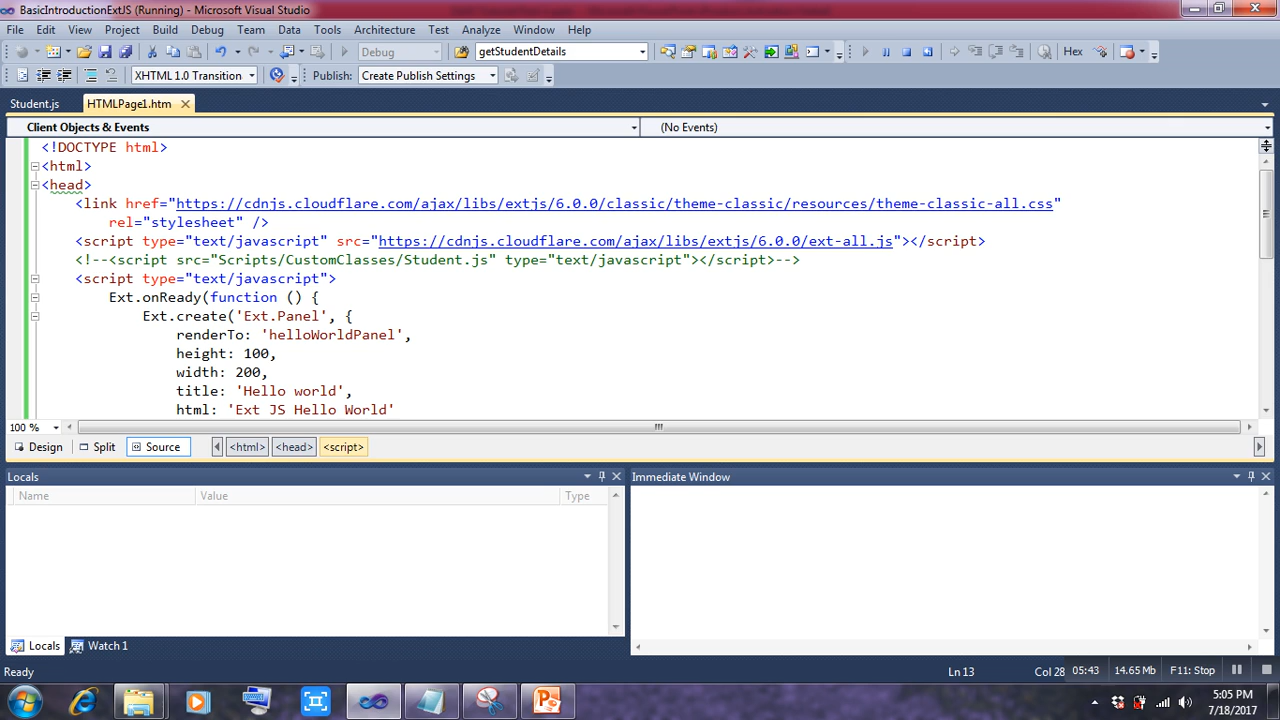 BasicIntroductionExtJS (Running) - Microsoft Visual Studio
File Edit View Project Build Debug Team Data Tools Architecture Test Analyze Window Help
Debug getStudentDetails Hex
XHTML 1.0 Transition Publish: Create Publish Settings
Student.js HTMLPage1.htm
Client Objects & Events (No Events)
<!DOCTYPE html>
<html>
<head>
<link href="https://cdnjs.cloudflare.com/ajax/libs/extjs/6.0.0/classic/theme-classic/resources/theme-classic-all.css"
rel="stylesheet" />
<script type="text/javascript" src="https://cdnjs.cloudflare.com/ajax/libs/extjs/6.0.0/ext-all.js"></script>
<!--<script src="Scripts/CustomClasses/Student.js" type="text/javascript"></script>-->
<script type="text/javascript">
Ext.onReady(function () {
Ext.create('Ext.Panel', {
renderTo: 'helloWorldPanel',
height: 100,
width: 200,
title: 'Hello world',
html: 'Ext JS Hello World'
100 %
Design Split Source <html> <head> <script>
Locals Immediate Window
Name Value Type
Locals Watch 1
Ready Ln 13 Col 28 05:43 14.65 Mb F11: Stop
5:05 PM
7/18/2017